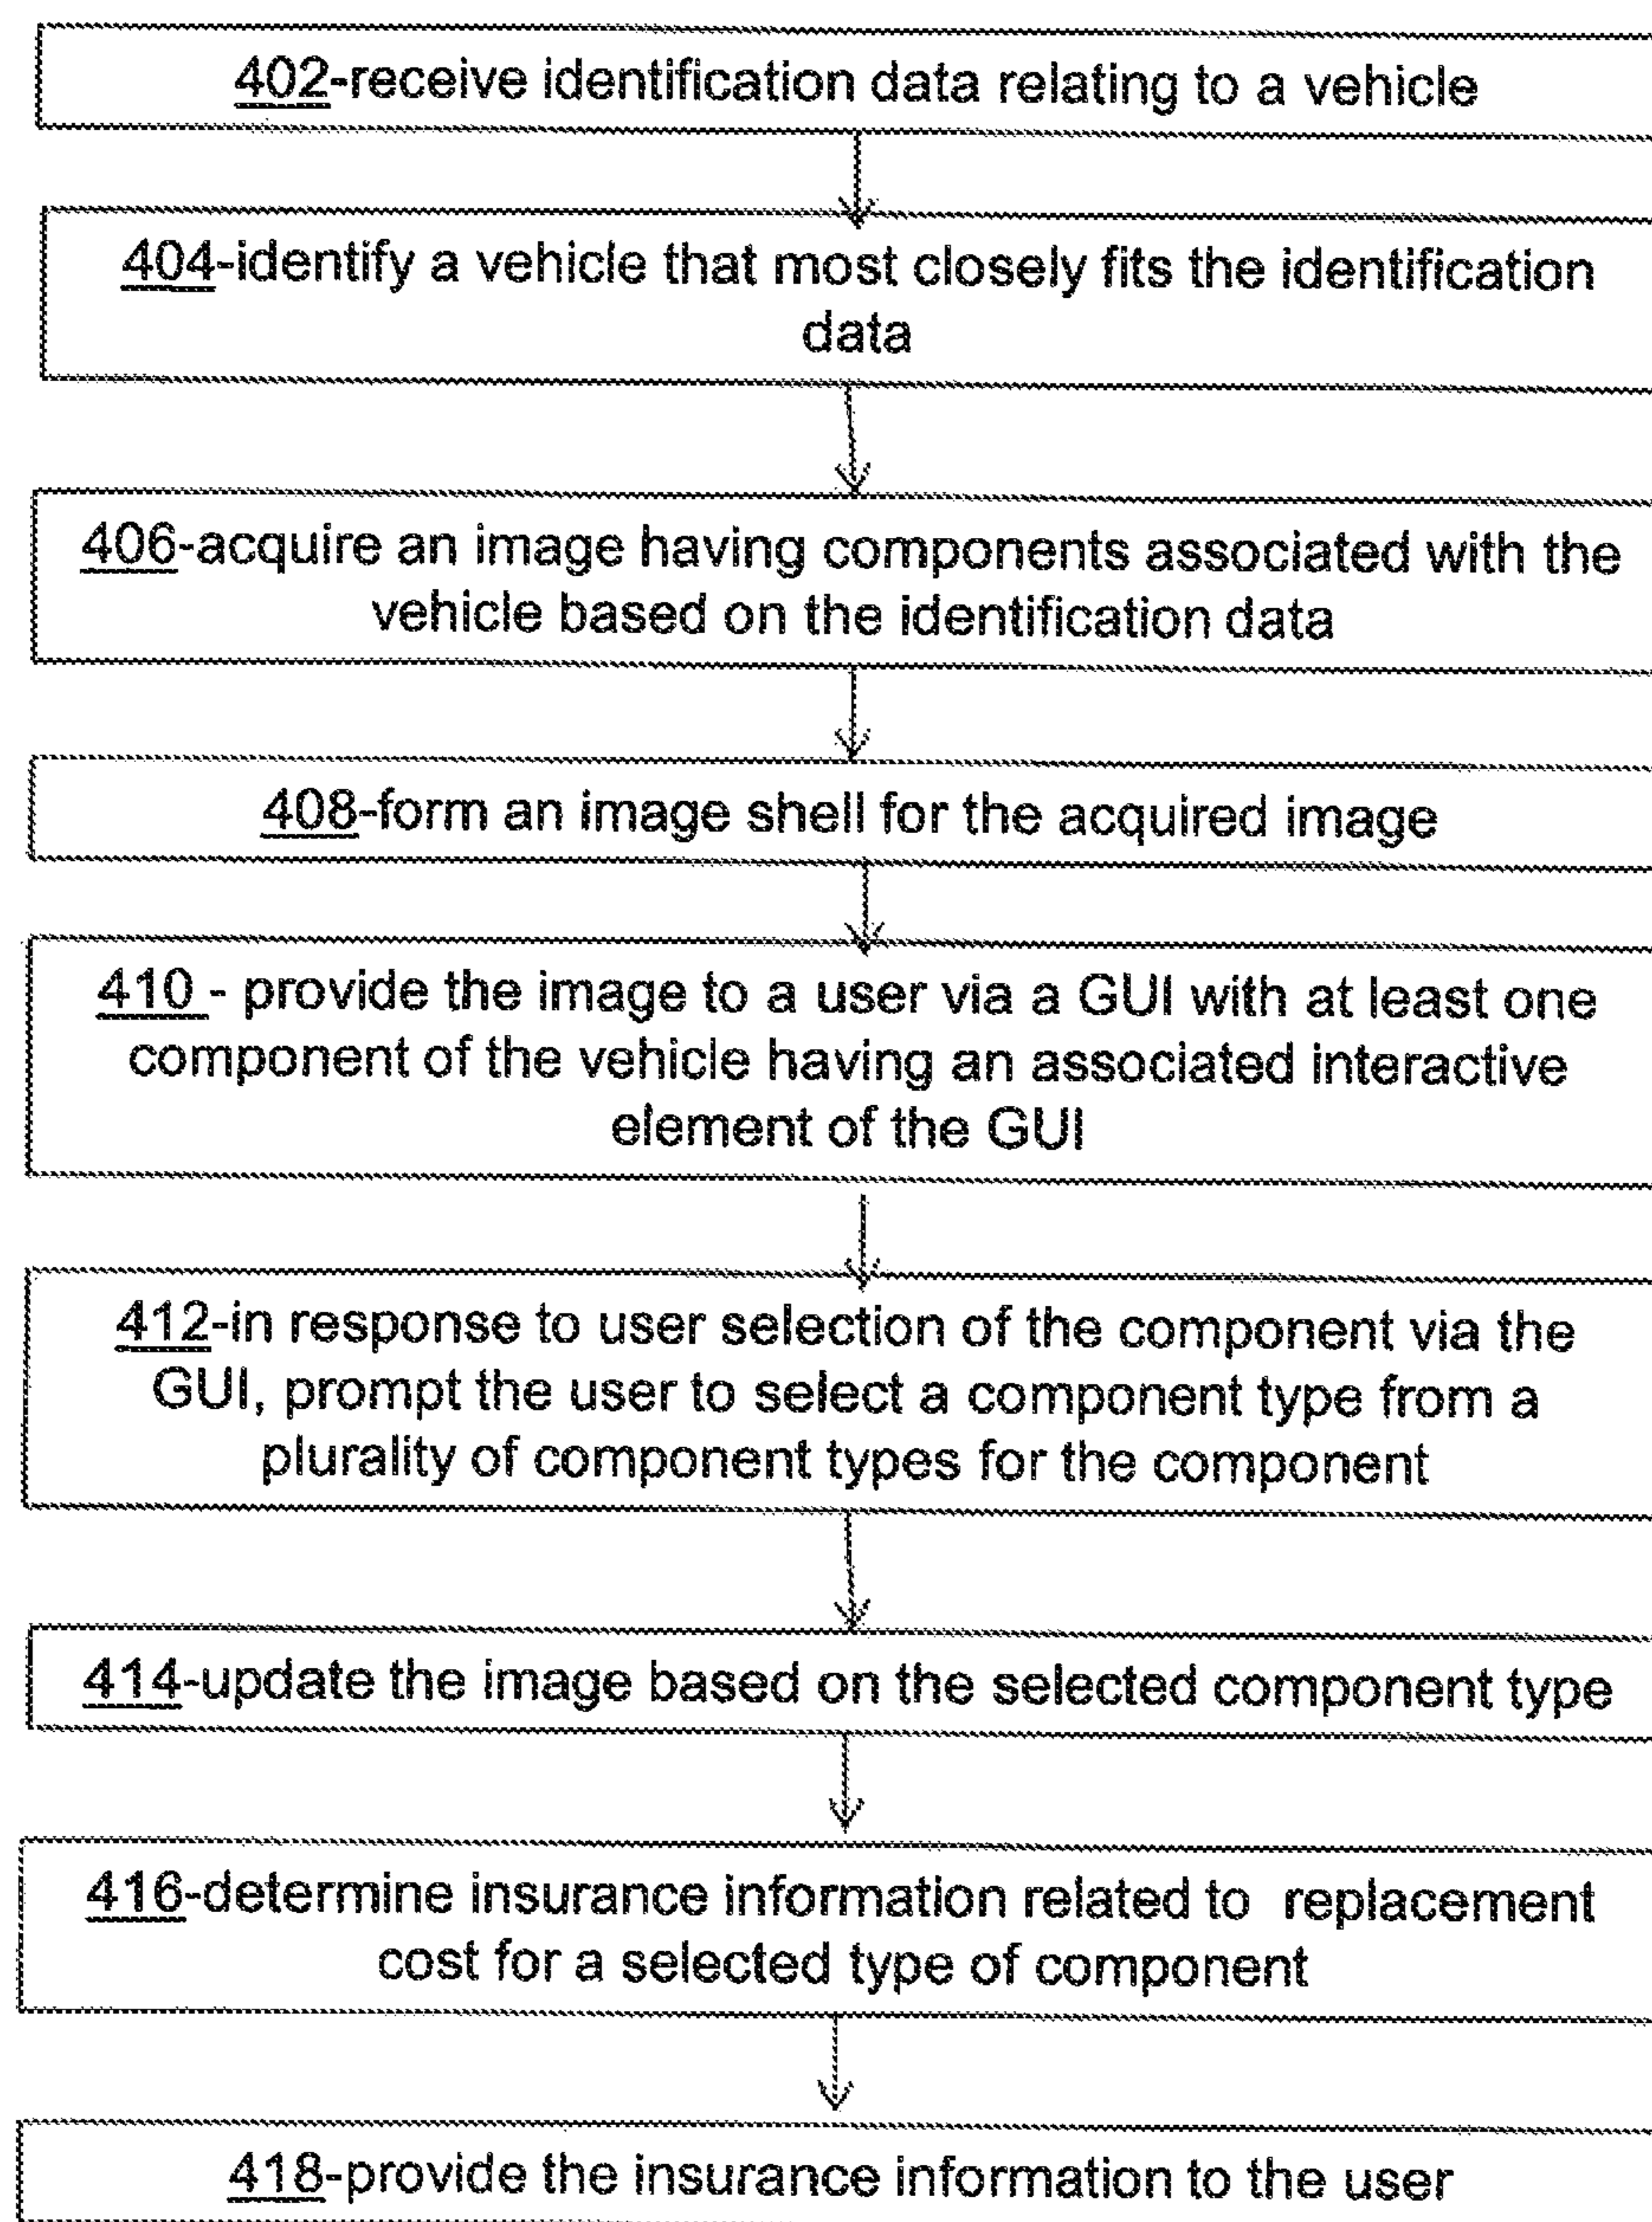 402-receive identification data relating to a vehicle
404-identify a vehicle that most closely fits the identification
data
406-acquire an image having components associated with the
vehicle based on the identification data
408-form an image shell for the acquired image
410 - provide the image to a user via a GUI with at least one
component of the vehicle having an associated interactive
element of the GUI
412-in response to user selection of the component via the
GUI, prompt the user to select a component type from a
plurality of component types for the component
414-update the image based on the selected component type
416-determine insurance information related to replacement
cost for a selected type of component
418-provide the insurance information to the user